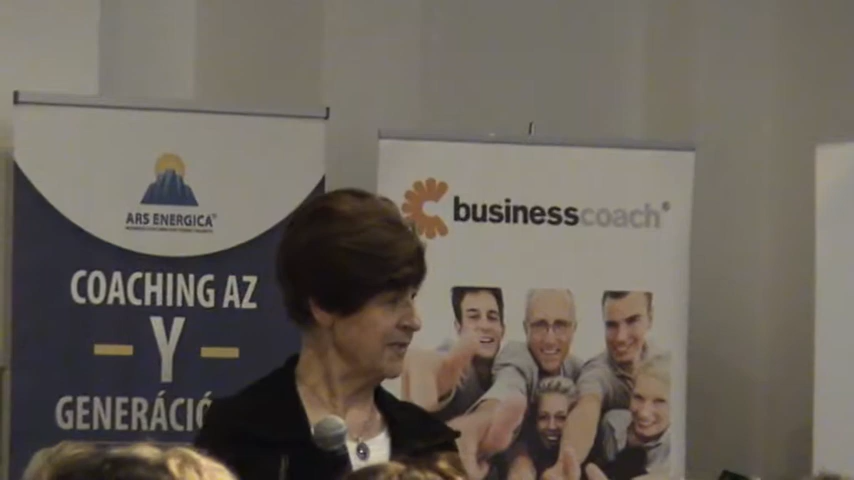 ARS ENERGICA®
COACHING AZ
Y
GENERÁCIÓ
businesscoach®